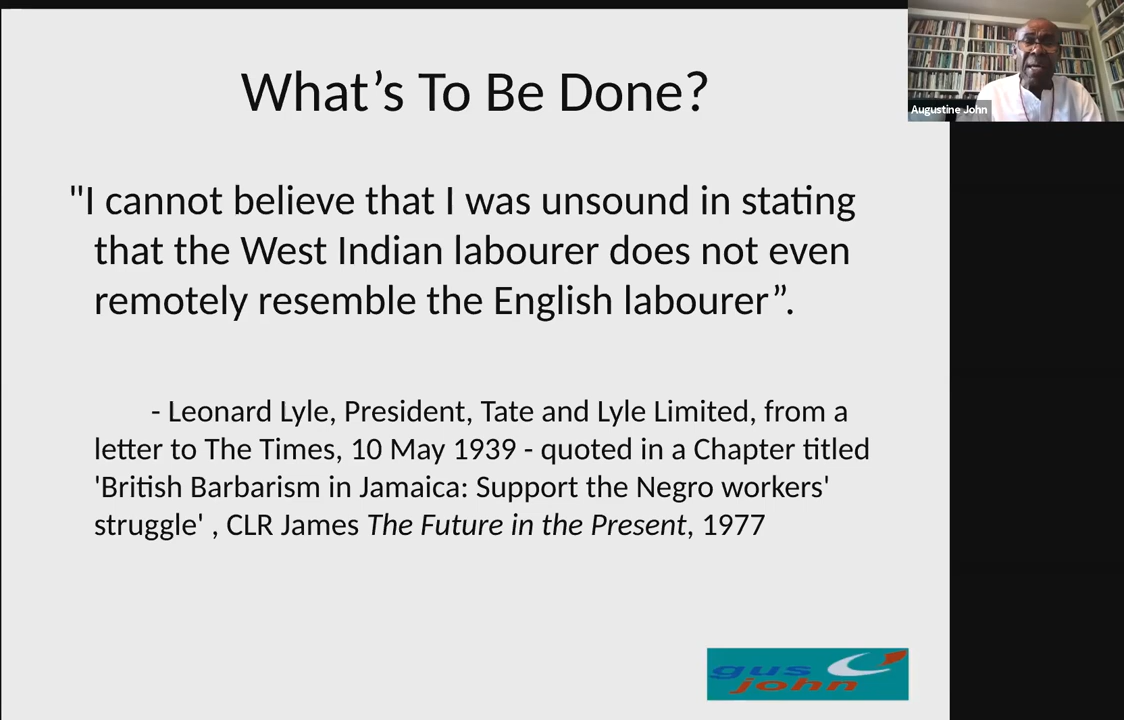 What’s To Be Done?
"I cannot believe that I was unsound in stating
that the West Indian labourer does not even
remotely resemble the English labourer”.
- Leonard Lyle, President, Tate and Lyle Limited, from a
letter to The Times, 10 May 1939 - quoted in a Chapter titled
'British Barbarism in Jamaica: Support the Negro workers'
struggle' , CLR James The Future in the Present, 1977
gus
john
Augustine John